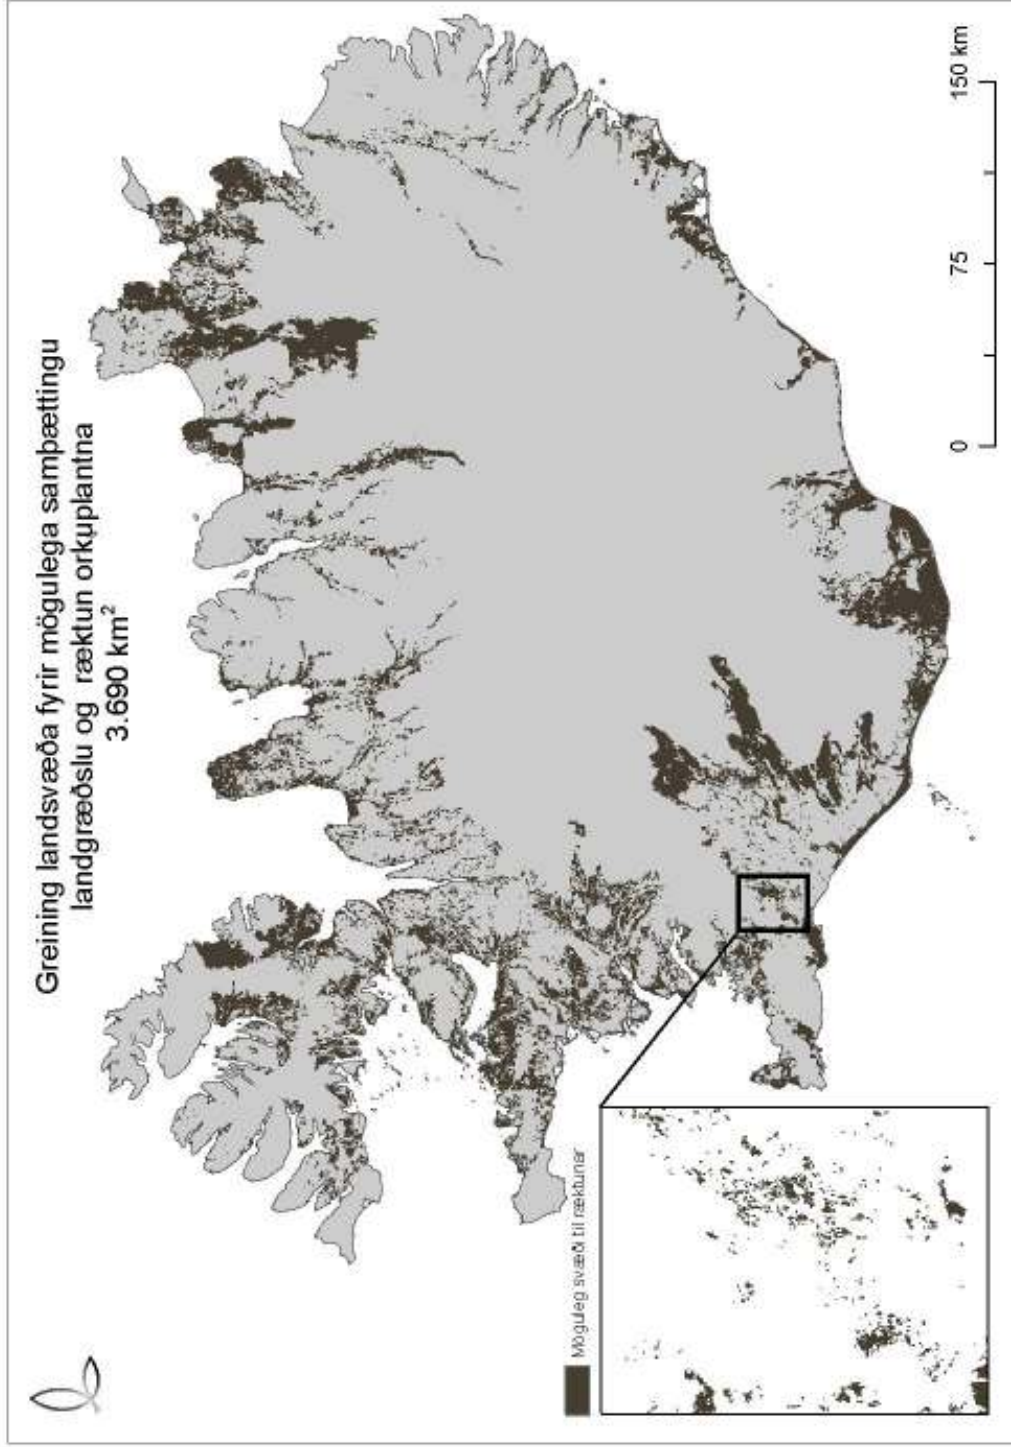 Greining landsvæða fyrir mögulega samþættingu
landgræðslu og ræktun orkuplantna
3.690 km²
Möguleg svæði til ræktunar
0 75 150 km